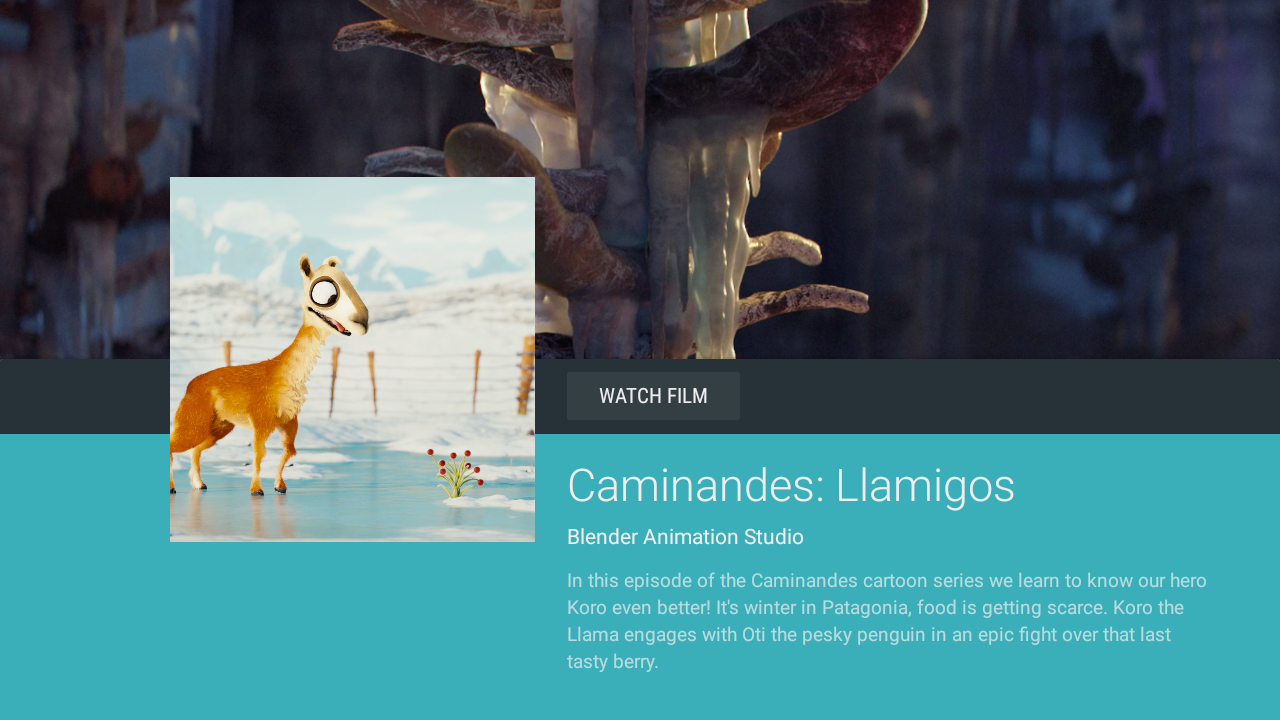 WATCH FILM
Caminandes: Llamigos
Blender Animation Studio
In this episode of the Caminandes cartoon series we learn to know our hero
Koro even better! It's winter in Patagonia, food is getting scarce. Koro the
Llama engages with Oti the pesky penguin in an epic fight over that last
tasty berry.